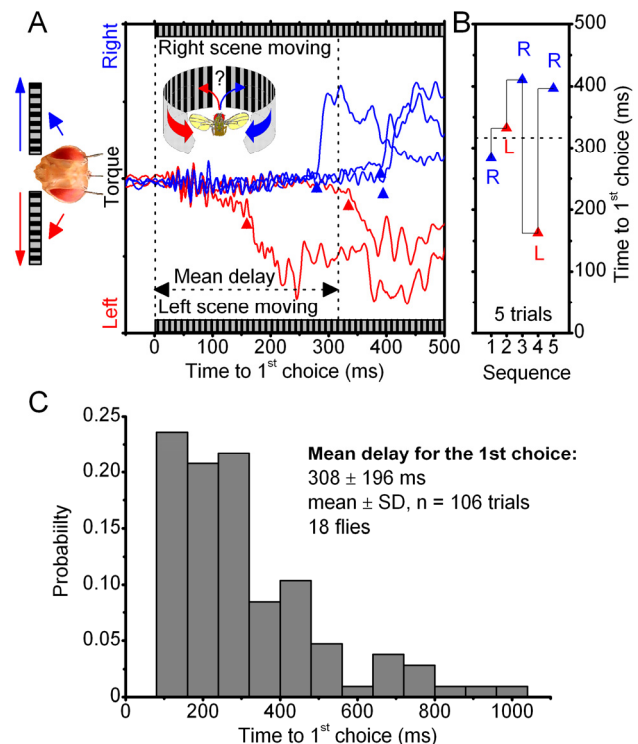 A
Right
Torque
Left
Right scene moving
?
Mean delay
Left scene moving
0
100
200
300
400
500
Time to 1st choice (ms)
B
R
L
R
L
R
5 trials
1 2 3 4 5
Sequence
500
400
300
200
100
0
Time to 1st choice (ms)
C
0.25
0.20
0.15
0.10
0.05
0
Probabiilty
Mean delay for the 1st choice:
308 ± 196 ms
mean ± SD, n = 106 trials
18 flies
0 200 400 600 800 1000
Time to 1st choice (ms)